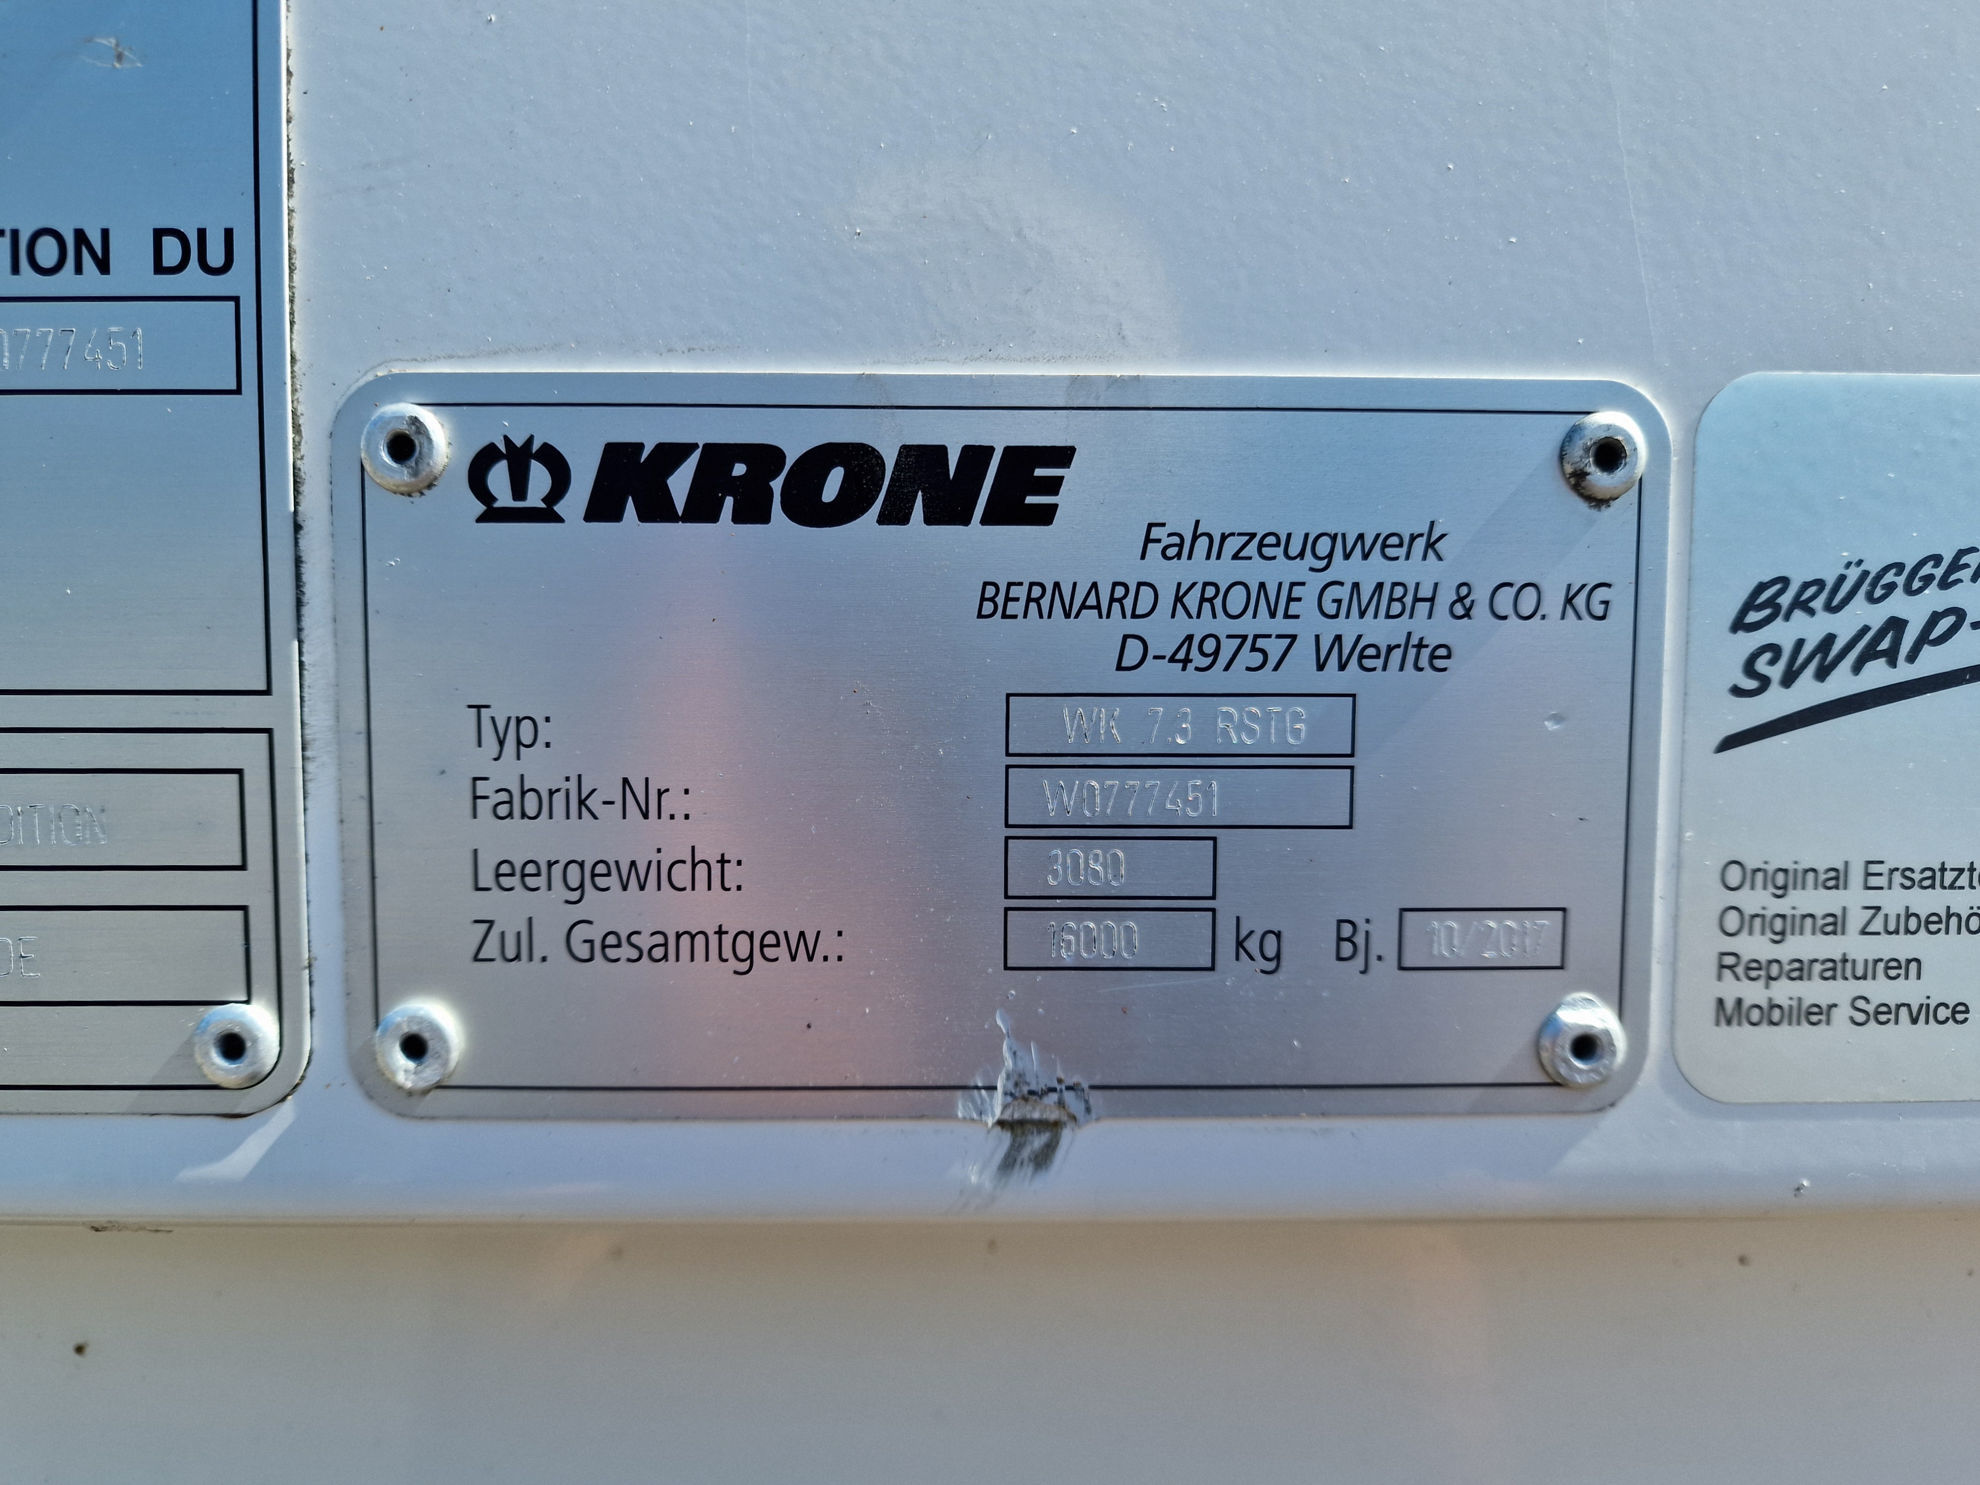 TION DU
0777451
DITION
DE
KRONE
Fahrzeugwerk
BERNARD KRONE GMBH & CO. KG
D-49757 Werlte
Typ: WK 7.3 RSTG
Fabrik-Nr.: W0777451
Leergewicht: 3080
Zul. Gesamtgew.: 16000 kg Bj. 10/2017
BRÜGGEN
SWAP-
Original Ersatzte
Original Zubehö
Reparaturen
Mobiler Service